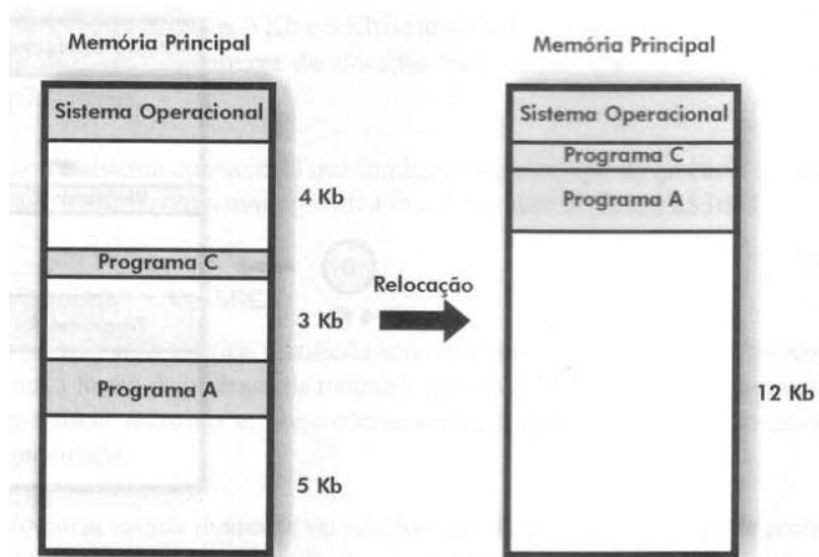 Memória Principal
Sistema Operacional
4 Kb
Programa C
3 Kb
Programa A
5 Kb
Relocação
Memória Principal
Sistema Operacional
Programa C
Programa A
12 Kb